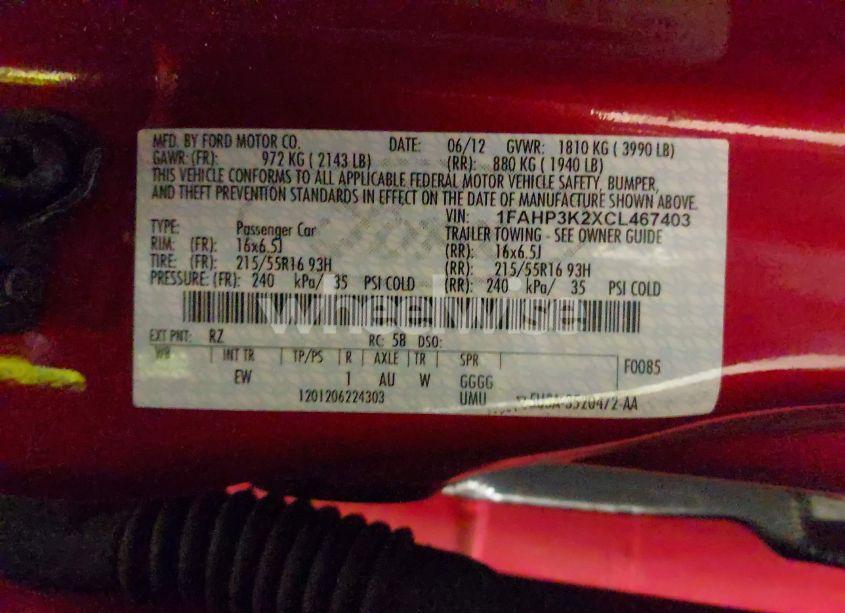 MFD. BY FORD MOTOR CO. DATE: 06/12 GVWR: 1810 KG ( 3990 LB)
GAWR: (FR): 972 KG ( 2143 LB) (RR): 880 KG ( 1940 LB)
THIS VEHICLE CONFORMS TO ALL APPLICABLE FEDERAL MOTOR VEHICLE SAFETY, BUMPER,
AND THEFT PREVENTION STANDARDS IN EFFECT ON THE DATE OF MANUFACTURE SHOWN ABOVE.
VIN: 1FAHP3K2XCL467403
TYPE: Passenger Car TRAILER TOWING - SEE OWNER GUIDE
RIM: (FR): 16x6.5J (RR): 16x6.5J
TIRE: (FR): 215/55R16 93H (RR): 215/55R16 93H
PRESSURE: (FR): 240 kPa/ 35 PSI COLD (RR): 240 kPa/ 35 PSI COLD
wheelwise
EXT PNT: RZ RC: 58 DSO:
WB INT TR TP/PS R AXLE TR SPR F0085
EW 1 AU W GGGG
1201206224303 UMU